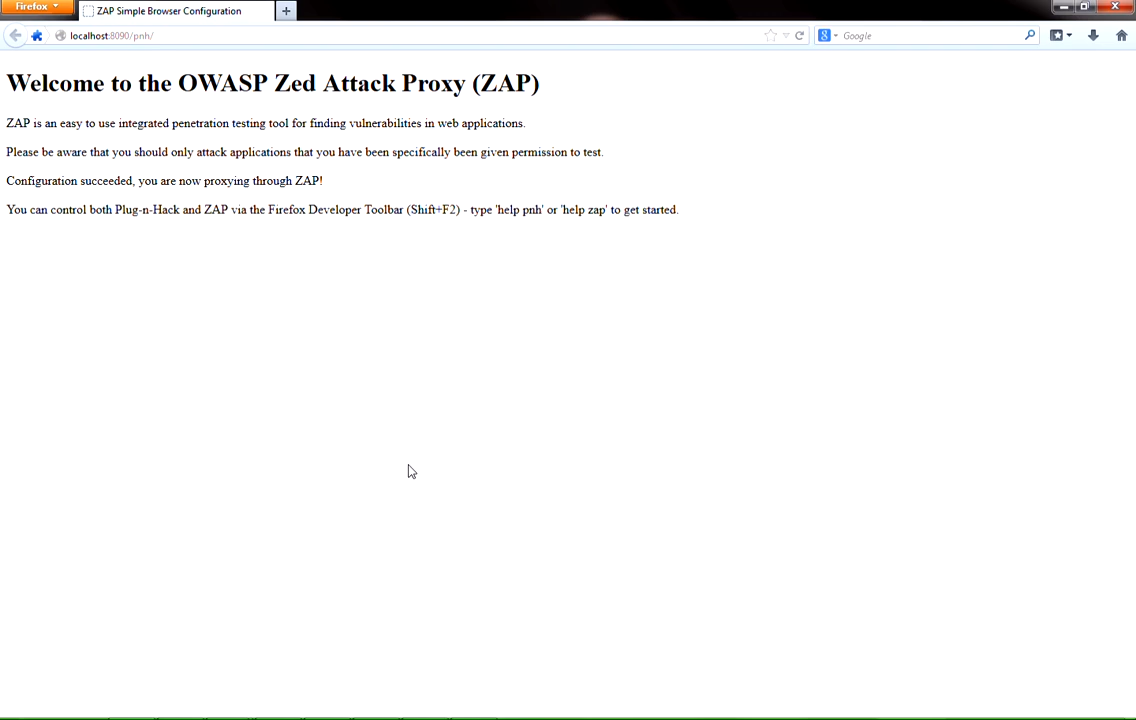 Firefox
ZAP Simple Browser Configuration
localhost:8090/pnh/
Google
Welcome to the OWASP Zed Attack Proxy (ZAP)
ZAP is an easy to use integrated penetration testing tool for finding vulnerabilities in web applications.
Please be aware that you should only attack applications that you have been specifically been given permission to test.
Configuration succeeded, you are now proxying through ZAP!
You can control both Plug-n-Hack and ZAP via the Firefox Developer Toolbar (Shift+F2) - type 'help pnh' or 'help zap' to get started.